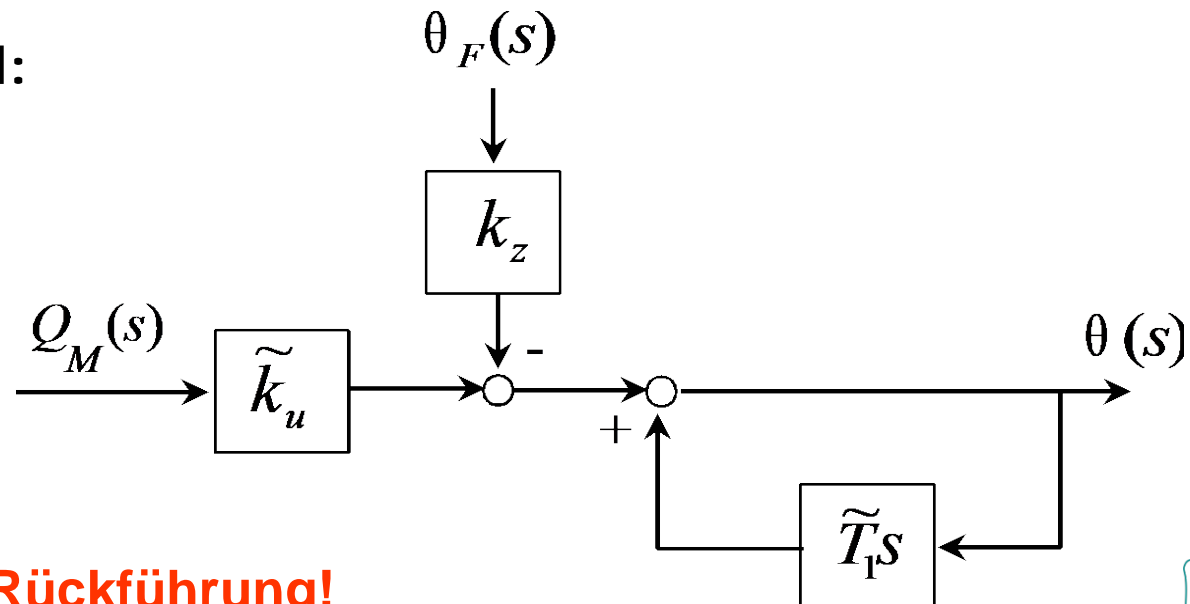 θ_F(s)
:
k_z
Q_M(s)
k̃_u
-
+
θ (s)
T̃₁s
Rückführung!